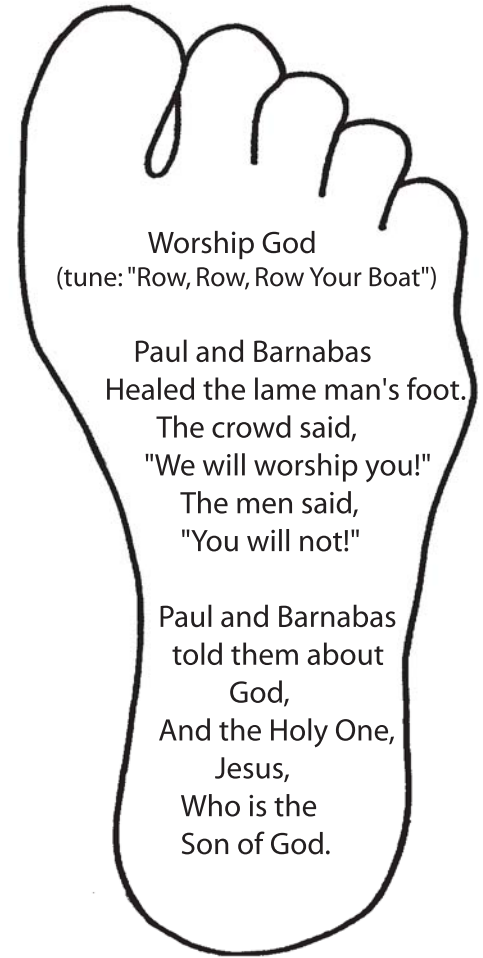 Worship God
(tune: "Row, Row, Row Your Boat")
Paul and Barnabas
Healed the lame man's foot.
The crowd said,
"We will worship you!"
The men said,
"You will not!"
Paul and Barnabas
told them about
God,
And the Holy One,
Jesus,
Who is the
Son of God.